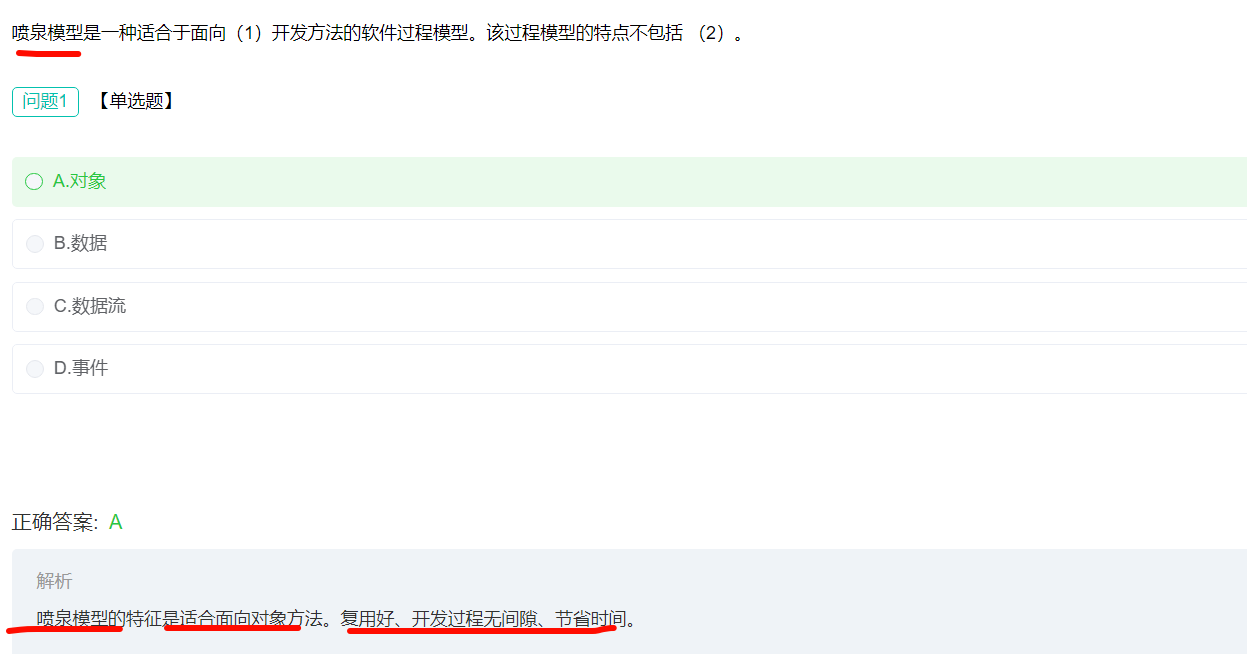 喷泉模型是一种适合于面向（1）开发方法的软件过程模型。该过程模型的特点不包括 （2）。
问题1 【单选题】
A.对象
B.数据
C.数据流
D.事件
正确答案: A
解析
喷泉模型的特征是适合面向对象方法。复用好、开发过程无间隙、节省时间。